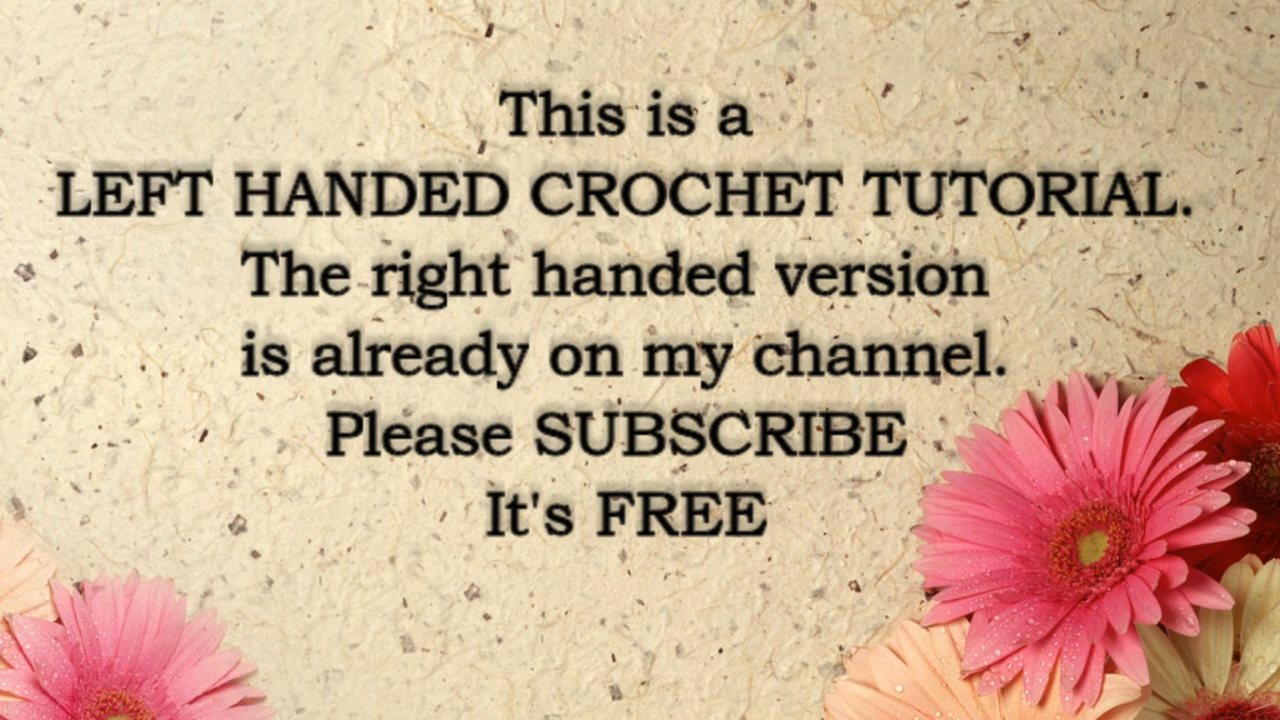 This is a
LEFT HANDED CROCHET TUTORIAL.
The right handed version
is already on my channel.
Please SUBSCRIBE
It's FREE